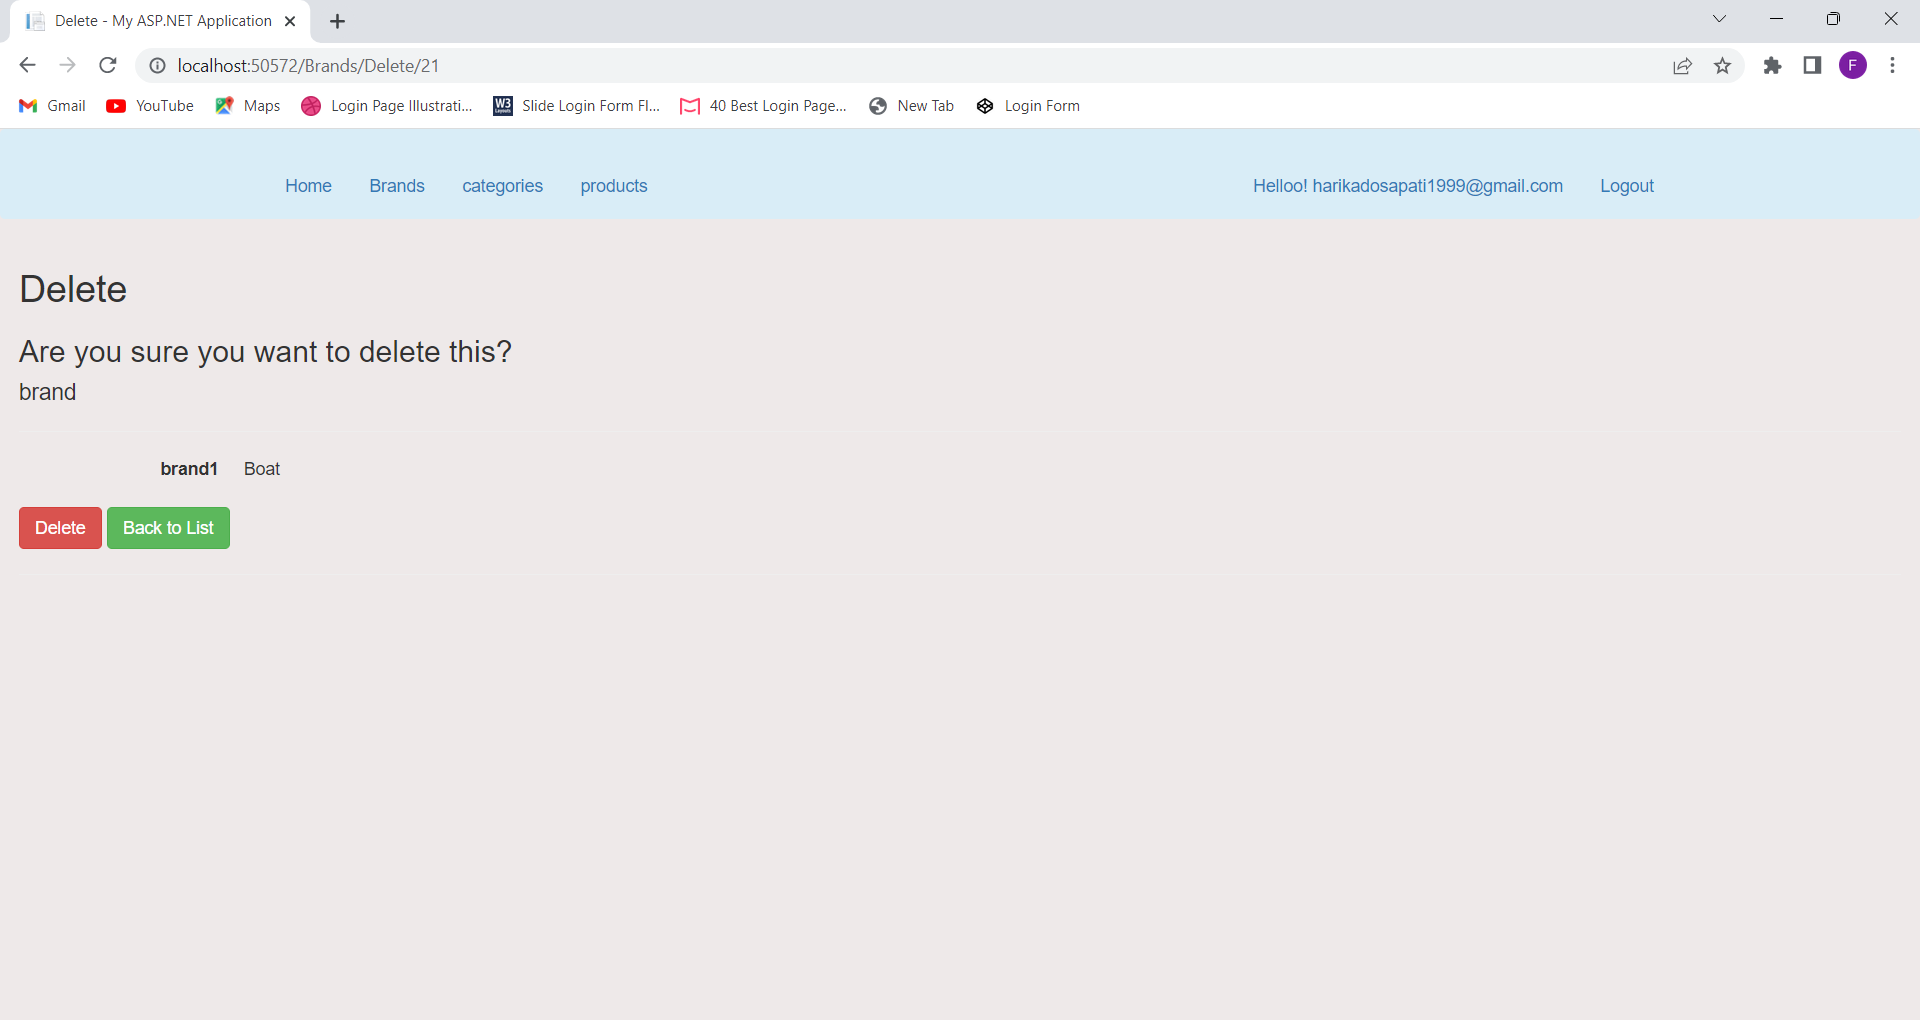 Delete - My ASP.NET Application
localhost:50572/Brands/Delete/21
F
Gmail YouTube Maps Login Page Illustrati... W3 Layouts Slide Login Form Fl... 40 Best Login Page... New Tab Login Form
Home Brands categories products Helloo! harikadosapati1999@gmail.com Logout
Delete
Are you sure you want to delete this?
brand
brand1 Boat
Delete Back to List